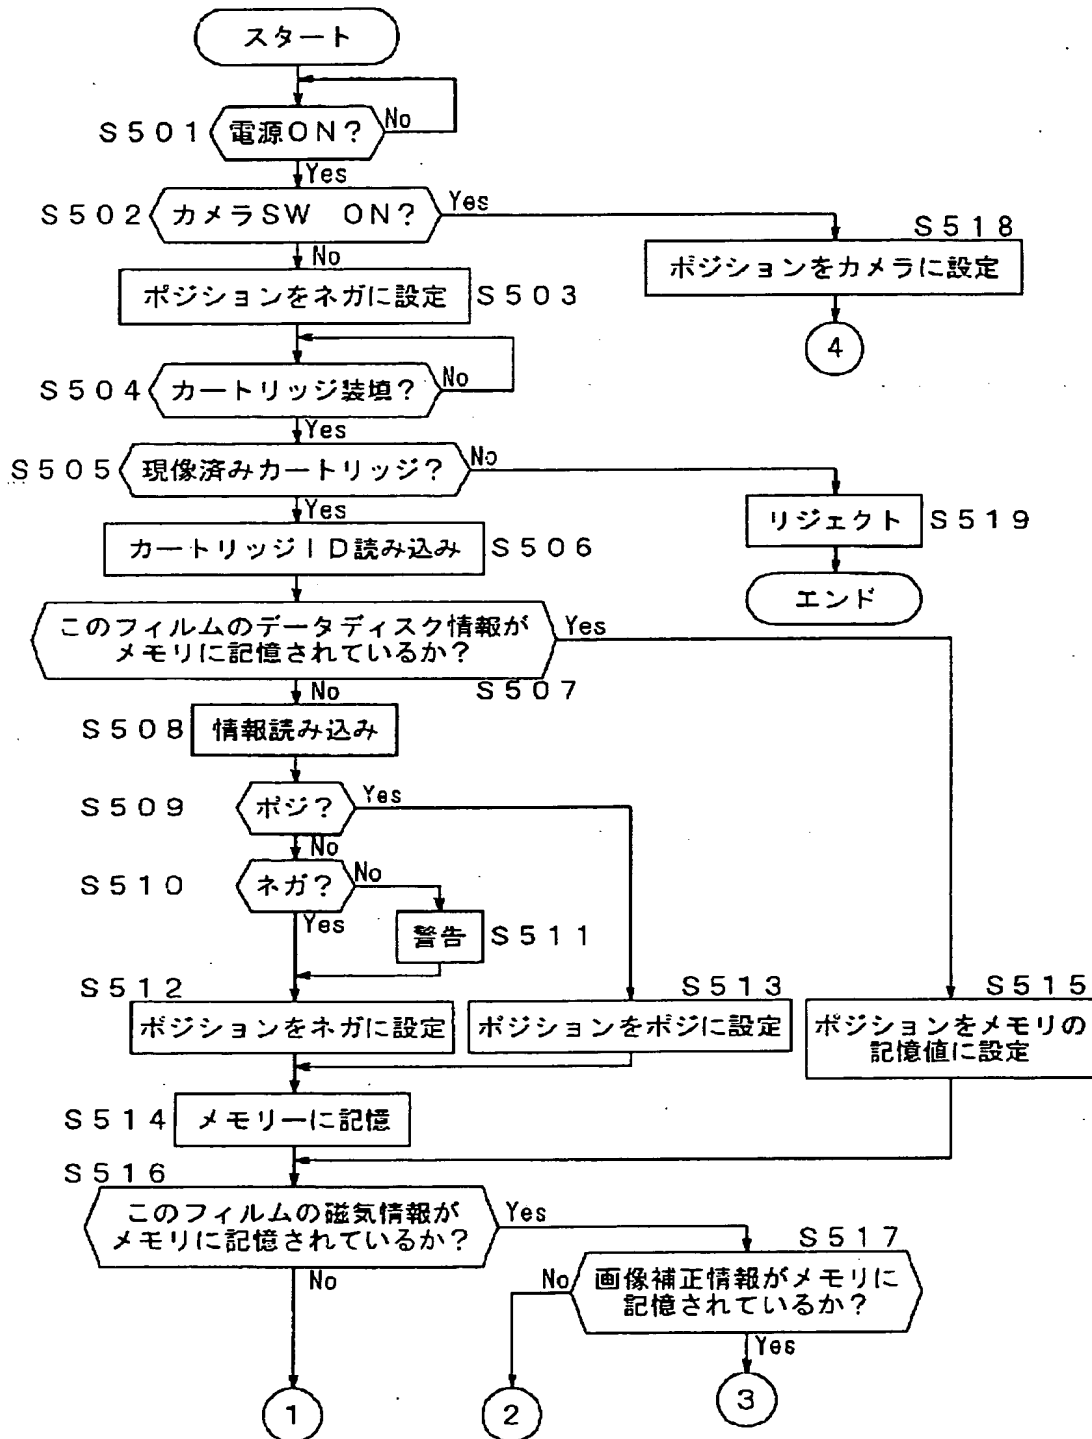 スタート
S501
電源ON?
No
Yes
S502
カメラSW ON?
Yes
No
S518
ポジションをカメラに設定
4
ポジションをネガに設定
S503
S504
カートリッジ装填?
No
Yes
S505
現像済みカートリッジ?
No
Yes
リジェクト
S519
エンド
カートリッジID読み込み
S506
このフィルムのデータディスク情報が
メモリに記憶されているか?
Yes
S507
No
S508
情報読み込み
S509
ポジ?
Yes
No
S510
ネガ?
No
Yes
警告
S511
S512
ポジションをネガに設定
S513
ポジションをポジに設定
S515
ポジションをメモリの
記憶値に設定
S514
メモリーに記憶
S516
このフィルムの磁気情報が
メモリに記憶されているか?
Yes
No
S517
画像補正情報がメモリに
記憶されているか?
No
Yes
1
2
3